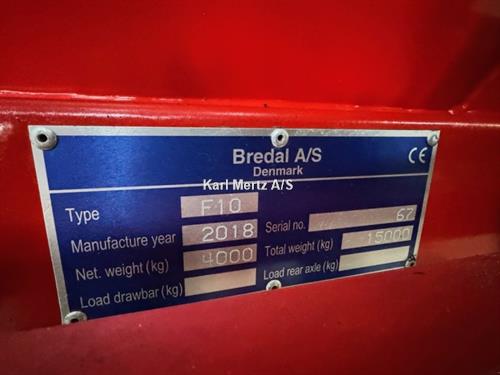 Bredal A/S
Denmark
CE
Karl Mertz A/S
Type F10
Manufacture year 2018 Serial no. 67
Net. weight (kg) 4000 Total weight (kg) 15000
Load drawbar (kg) Load rear axle (kg)